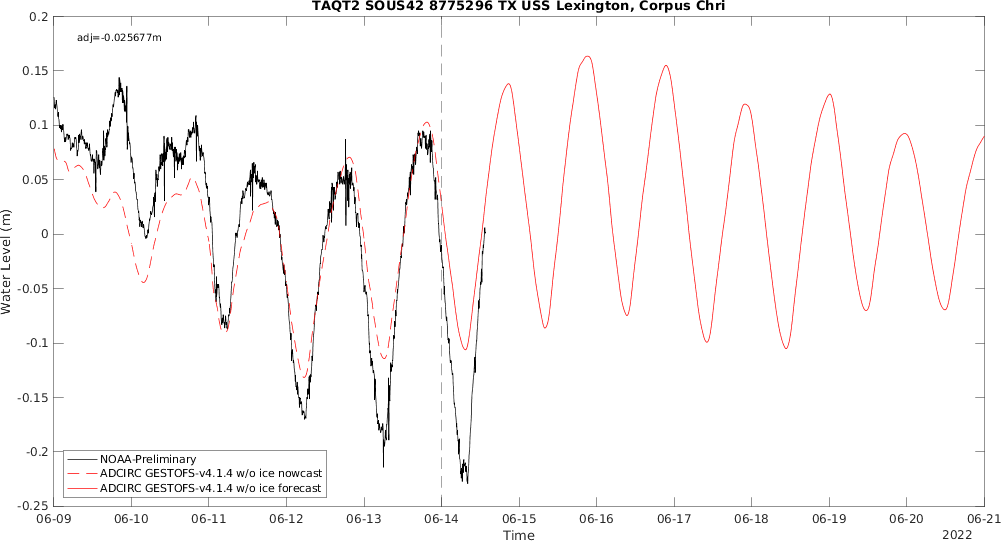 TAQT2 SOUS42 8775296 TX USS Lexington, Corpus Chri
adj=-0.025677m
0.2
0.15
0.1
0.05
0
-0.05
-0.1
-0.15
-0.2
-0.25
Water Level (m)
NOAA-Preliminary
ADCIRC GESTOFS-v4.1.4 w/o ice nowcast
ADCIRC GESTOFS-v4.1.4 w/o ice forecast
06-09 06-10 06-11 06-12 06-13 06-14 06-15 06-16 06-17 06-18 06-19 06-20 06-21
Time
2022